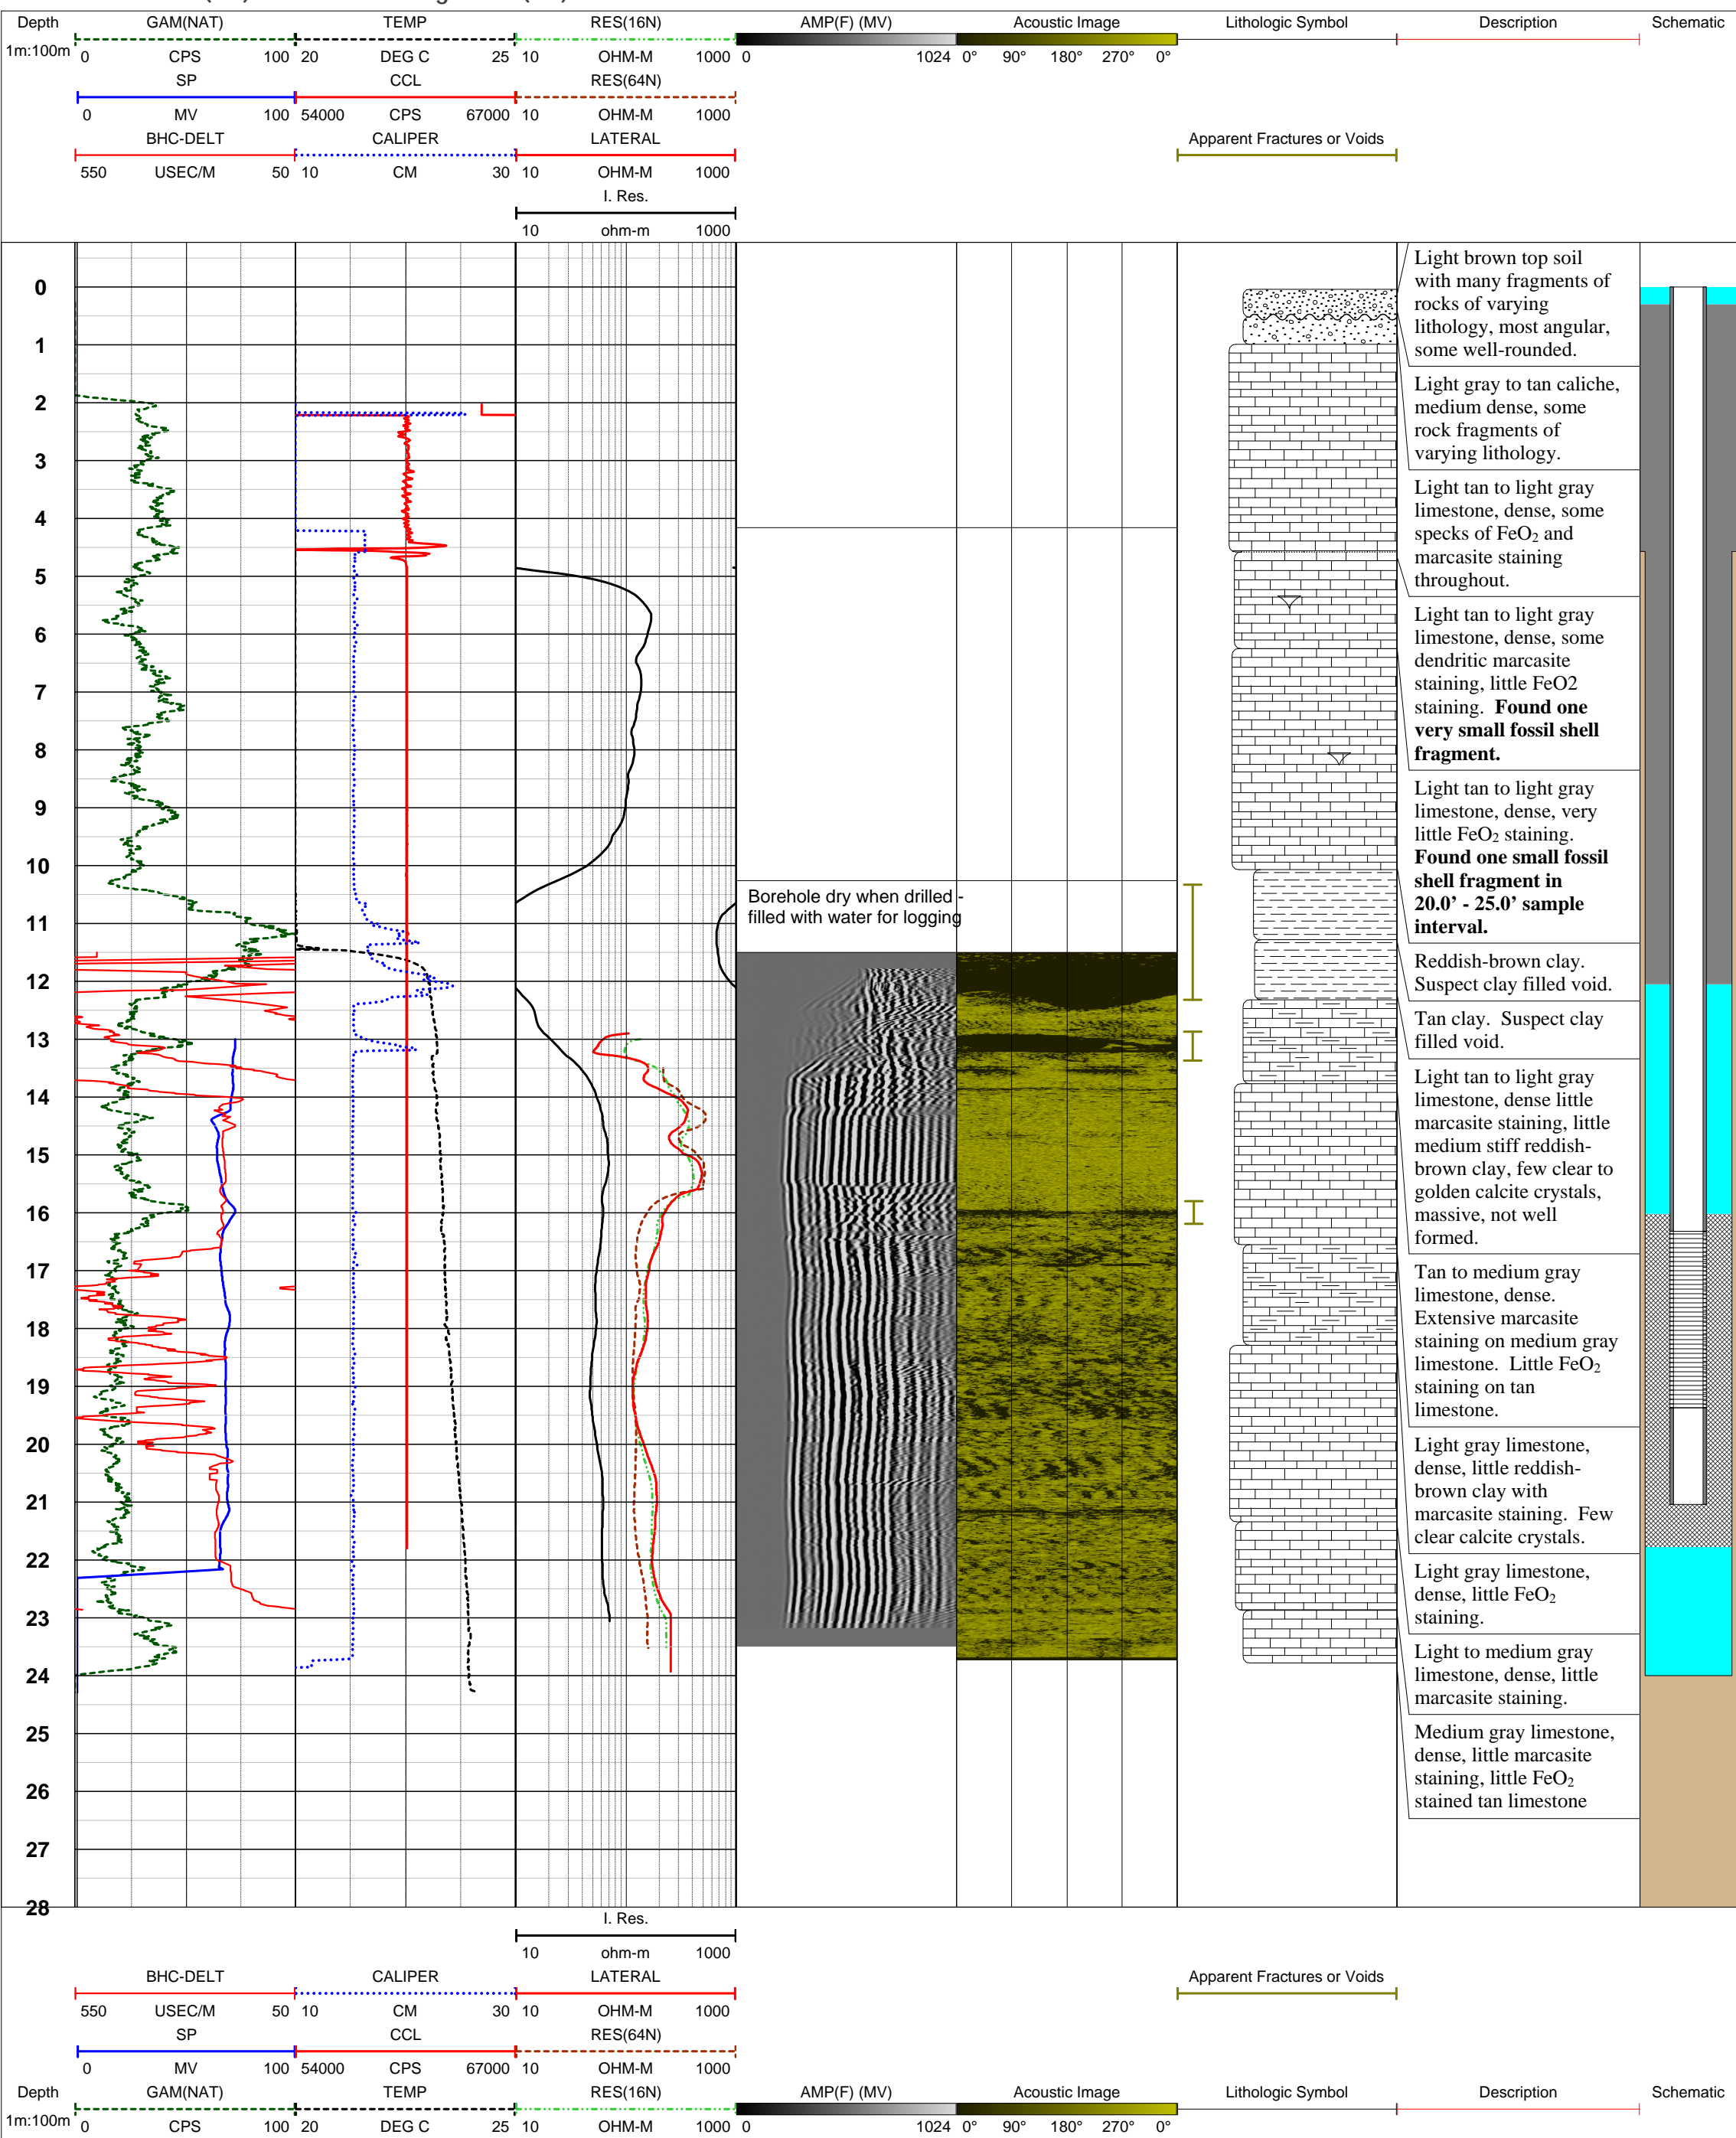 Depth GAM(NAT) TEMP RES(16N) AMP(F) (MV) Acoustic Image Lithologic Symbol Description Schematic
1m:100m 0 CPS 100 20 DEG C 25 10 OHM-M 1000 0 1024 0° 90° 180° 270° 0°
SP CCL RES(64N)
0 MV 100 54000 CPS 67000 10 OHM-M 1000
BHC-DELT CALIPER LATERAL Apparent Fractures or Voids
550 USEC/M 50 10 CM 30 10 OHM-M 1000
I. Res.
10 ohm-m 1000
0
1
2
3
4
5
6
7
8
9
10
11
12
13
14
15
16
17
18
19
20
21
22
23
24
25
26
27
28
Borehole dry when drilled -
filled with water for logging
Light brown top soil
with many fragments of
rocks of varying
lithology, most angular,
some well-rounded.
Light gray to tan caliche,
medium dense, some
rock fragments of
varying lithology.
Light tan to light gray
limestone, dense, some
specks of FeO₂ and
marcasite staining
throughout.
Light tan to light gray
limestone, dense, some
dendritic marcasite
staining, little FeO2
staining. Found one
very small fossil shell
fragment.
Light tan to light gray
limestone, dense, very
little FeO₂ staining.
Found one small fossil
shell fragment in
20.0' - 25.0' sample
interval.
Reddish-brown clay.
Suspect clay filled void.
Tan clay. Suspect clay
filled void.
Light tan to light gray
limestone, dense little
marcasite staining, little
medium stiff reddish-
brown clay, few clear to
golden calcite crystals,
massive, not well
formed.
Tan to medium gray
limestone, dense.
Extensive marcasite
staining on medium gray
limestone. Little FeO₂
staining on tan
limestone.
Light gray limestone,
dense, little reddish-
brown clay with
marcasite staining. Few
clear calcite crystals.
Light gray limestone,
dense, little FeO₂
staining.
Light to medium gray
limestone, dense, little
marcasite staining.
Medium gray limestone,
dense, little marcasite
staining, little FeO₂
stained tan limestone
I. Res.
10 ohm-m 1000
BHC-DELT CALIPER LATERAL Apparent Fractures or Voids
550 USEC/M 50 10 CM 30 10 OHM-M 1000
SP CCL RES(64N)
0 MV 100 54000 CPS 67000 10 OHM-M 1000
Depth GAM(NAT) TEMP RES(16N) AMP(F) (MV) Acoustic Image Lithologic Symbol Description Schematic
1m:100m 0 CPS 100 20 DEG C 25 10 OHM-M 1000 0 1024 0° 90° 180° 270° 0°